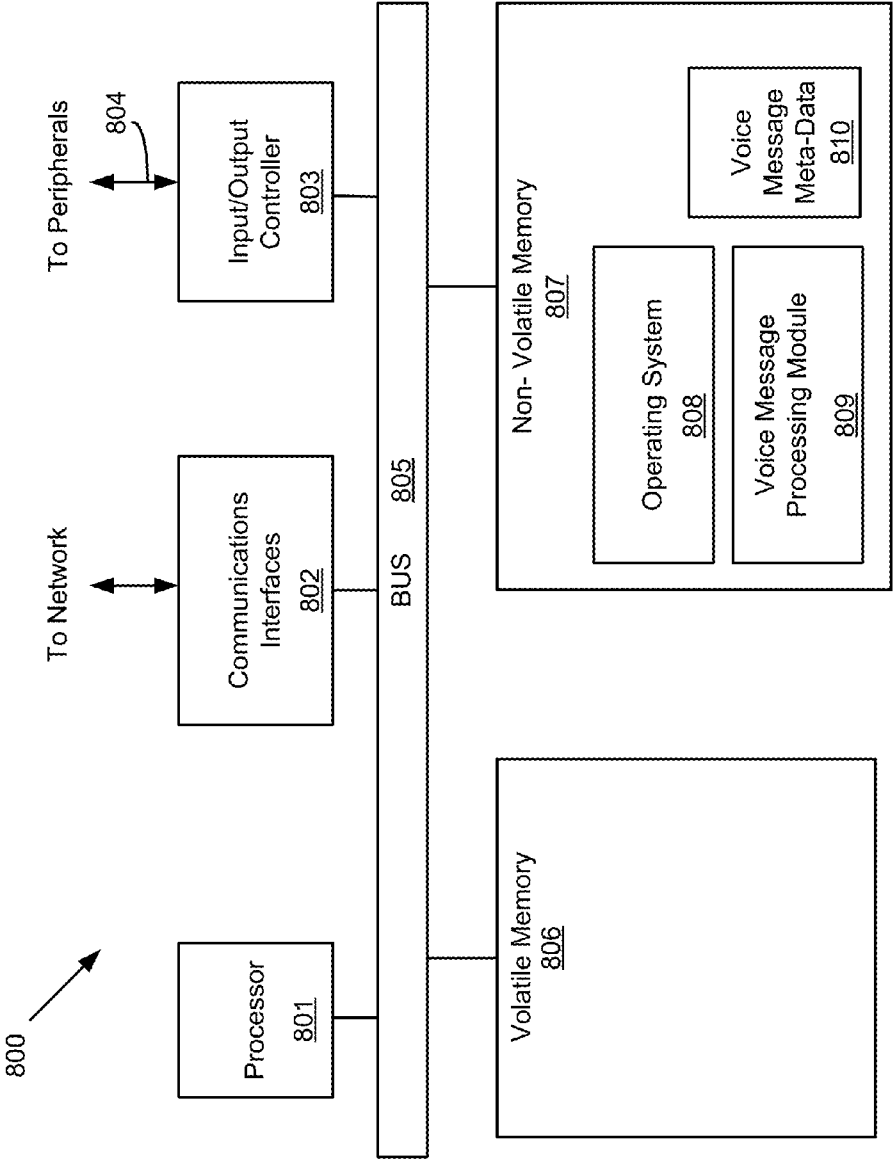 800
To Network
To Peripherals
804
Processor
801
Communications
Interfaces
802
Input/Output
Controller
803
BUS 805
Volatile Memory
806
Non- Volatile Memory
807
Operating System
808
Voice Message
Processing Module
809
Voice
Message
Meta-Data
810